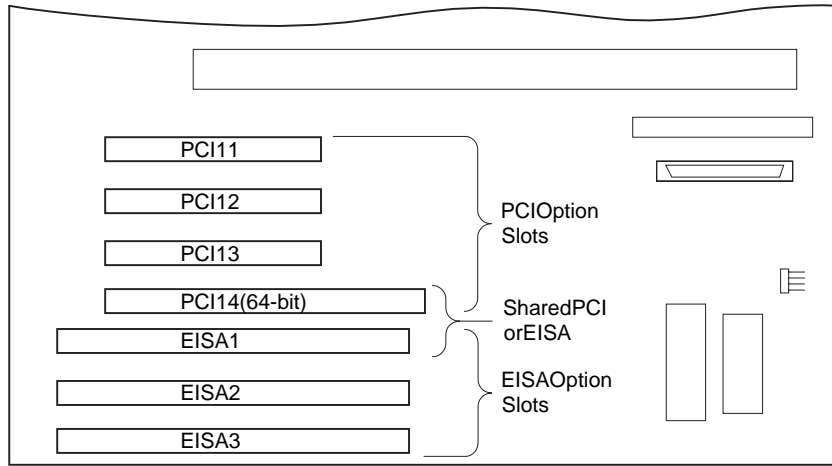 PCI11
PCI12
PCI13
PCI14(64-bit)
EISA1
EISA2
EISA3
PCIOption
Slots
SharedPCI
orEISA
EISAOption
Slots